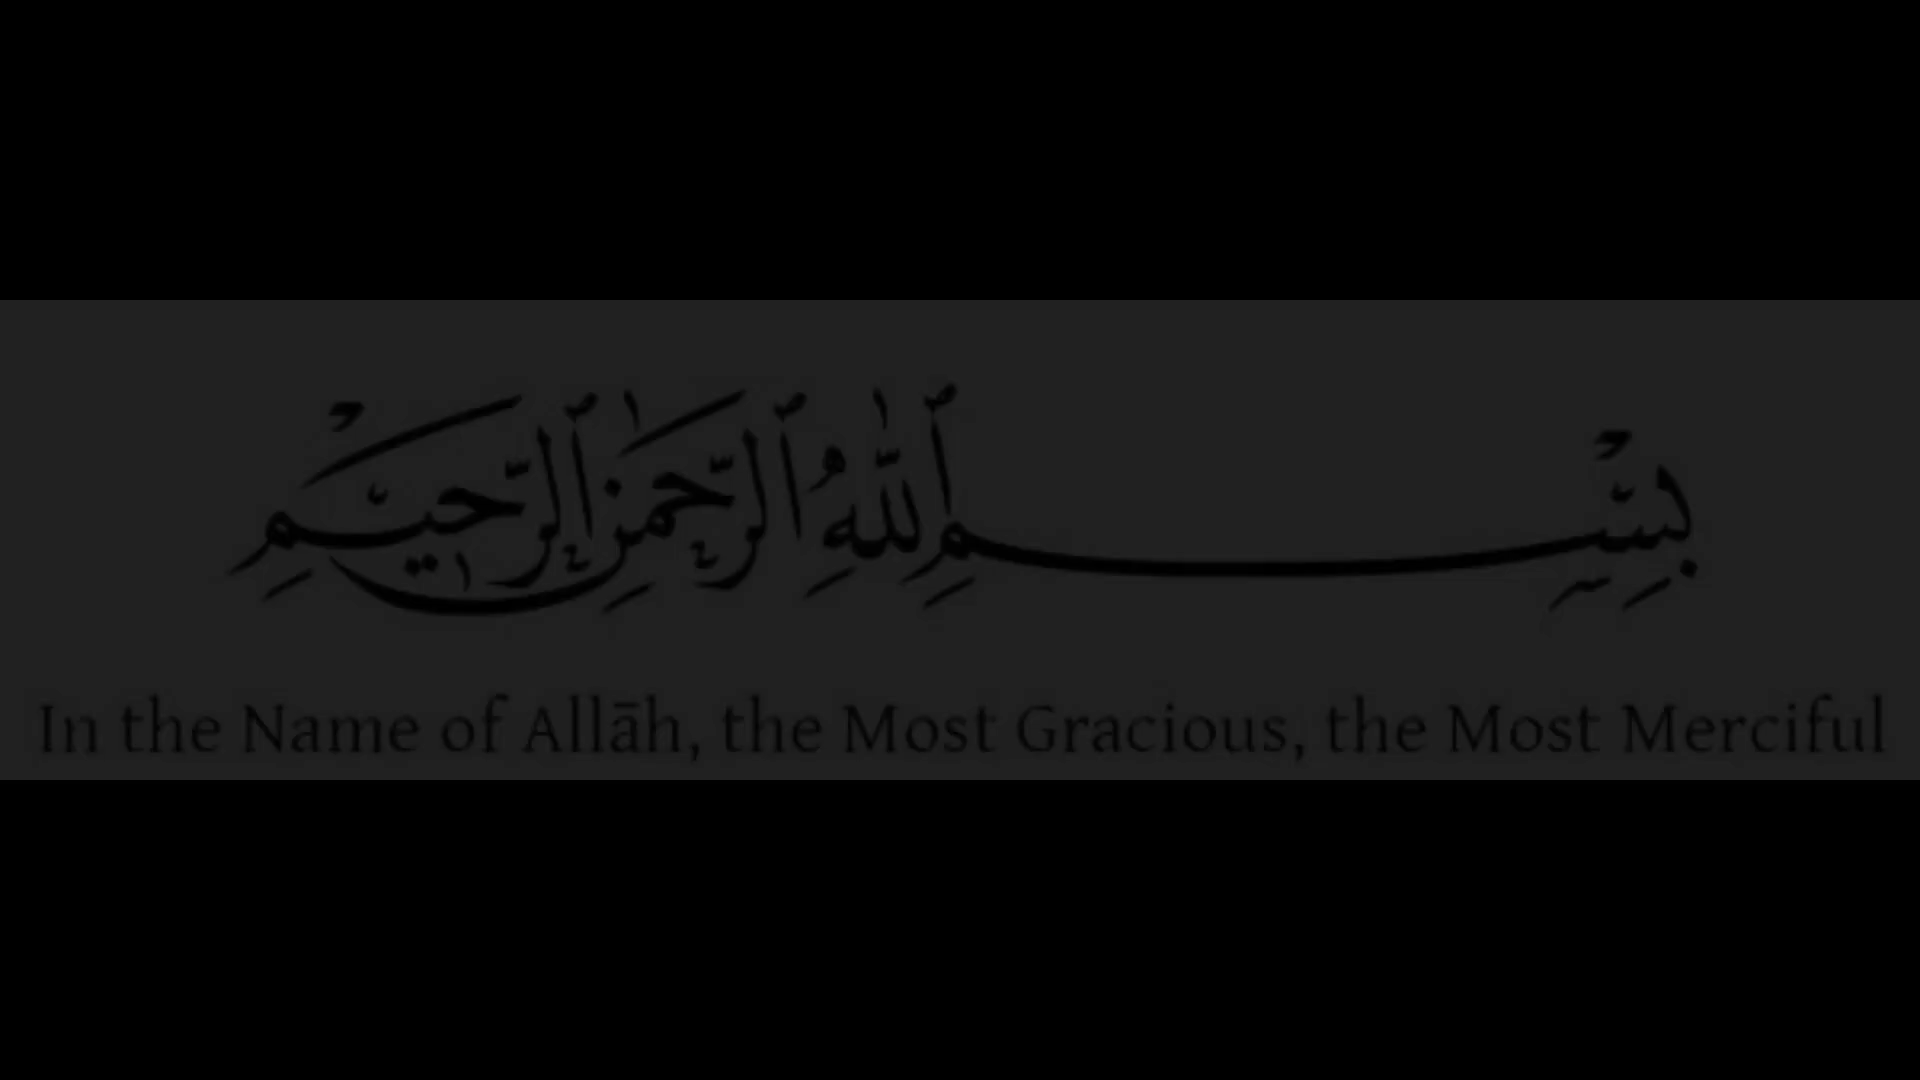 بِسْمِ ٱللَّهِ ٱلرَّحْمَٰنِ ٱلرَّحِيمِ
In the Name of Allāh, the Most Gracious, the Most Merciful